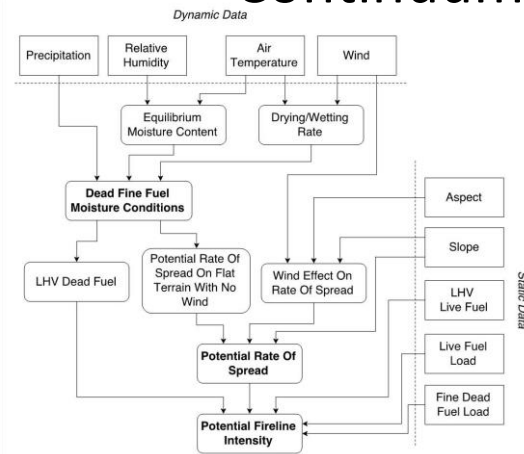 Continuum
Dynamic Data
Precipitation
Relative
Humidity
Air
Temperature
Wind
Equilibrium
Moisture Content
Drying/Wetting
Rate
Dead Fine Fuel
Moisture Conditions
Aspect
Slope
LHV Dead Fuel
Potential Rate Of
Spread On Flat
Terrain With No
Wind
Wind Effect On
Rate Of Spread
LHV
Live Fuel
Static Data
Potential Rate Of
Spread
Live Fuel
Load
Fine Dead
Fuel Load
Potential Fireline
Intensity